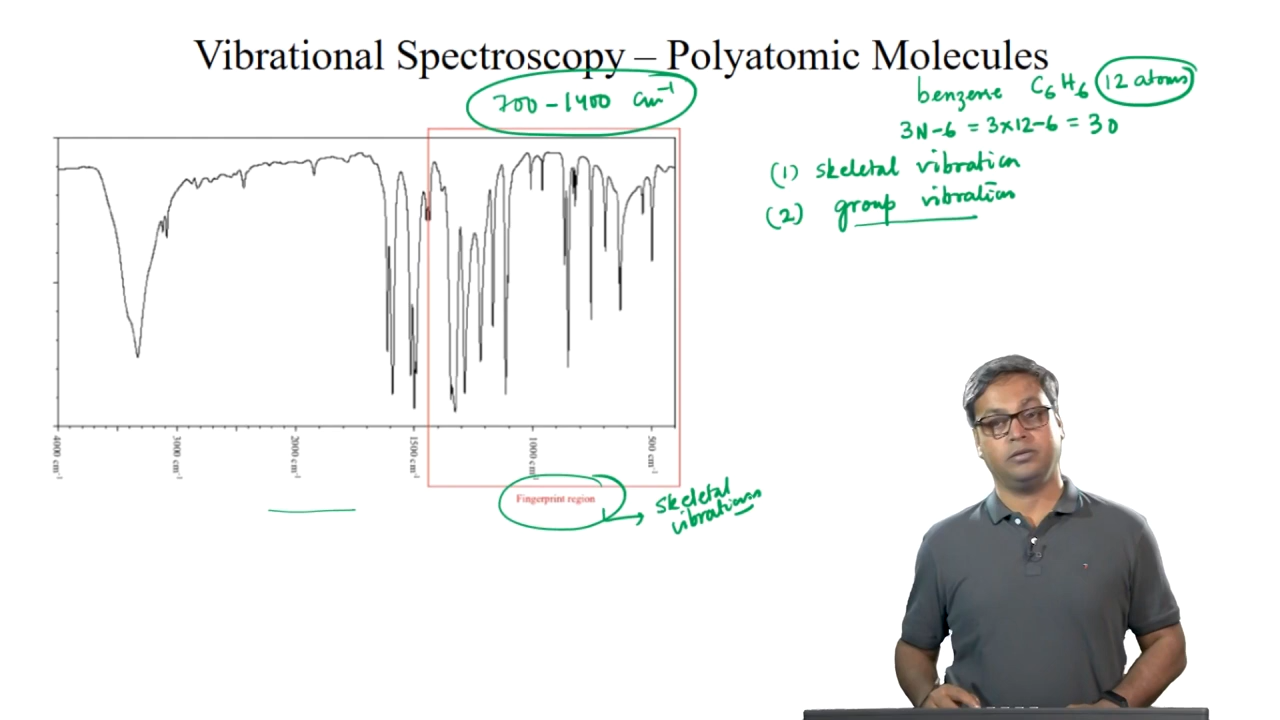 Vibrational Spectroscopy – Polyatomic Molecules
700 – 1400 cm⁻¹
benzene C₆H₆ 12 atoms
3N-6 = 3×12-6 = 30
(1) skeletal vibration
(2) group vibration
4000 cm⁻¹
3000 cm⁻¹
2000 cm⁻¹
1500 cm⁻¹
1000 cm⁻¹
500 cm⁻¹
Fingerprint region
skeletal
vibrations